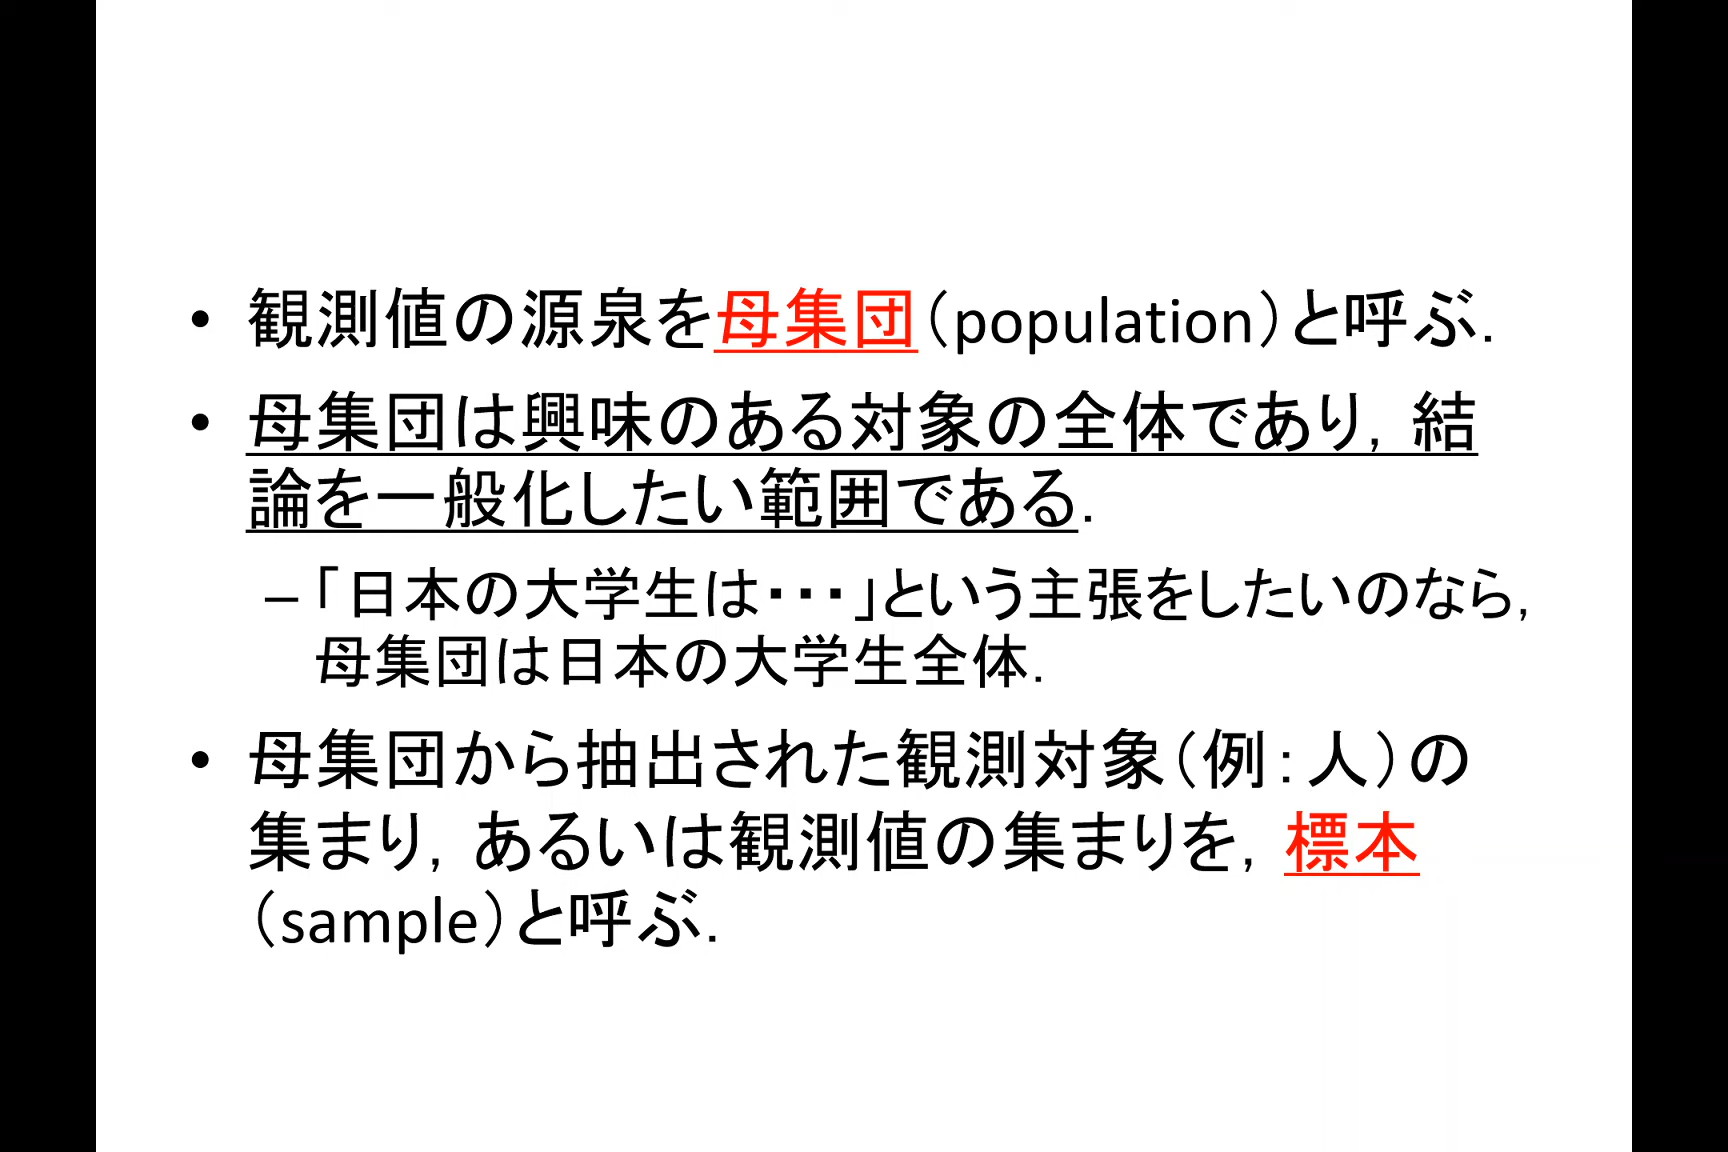 • 観測値の源泉を母集団（population）と呼ぶ．
• 母集団は興味のある対象の全体であり，結
論を一般化したい範囲である．
–「日本の大学生は・・・」という主張をしたいのなら，
母集団は日本の大学生全体．
• 母集団から抽出された観測対象（例：人）の
集まり，あるいは観測値の集まりを，標本
（sample）と呼ぶ．